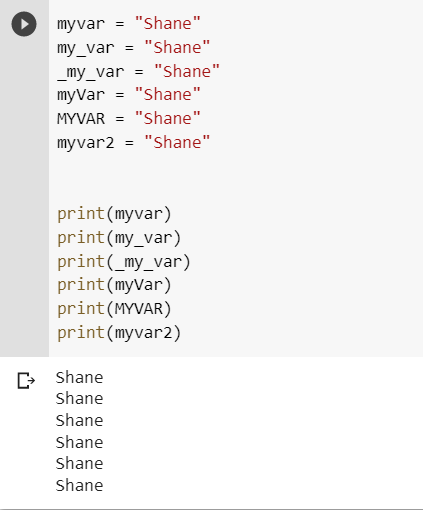 myvar = "Shane"
my_var = "Shane"
_my_var = "Shane"
myVar = "Shane"
MYVAR = "Shane"
myvar2 = "Shane"
print(myvar)
print(my_var)
print(_my_var)
print(myVar)
print(MYVAR)
print(myvar2)
Shane
Shane
Shane
Shane
Shane
Shane